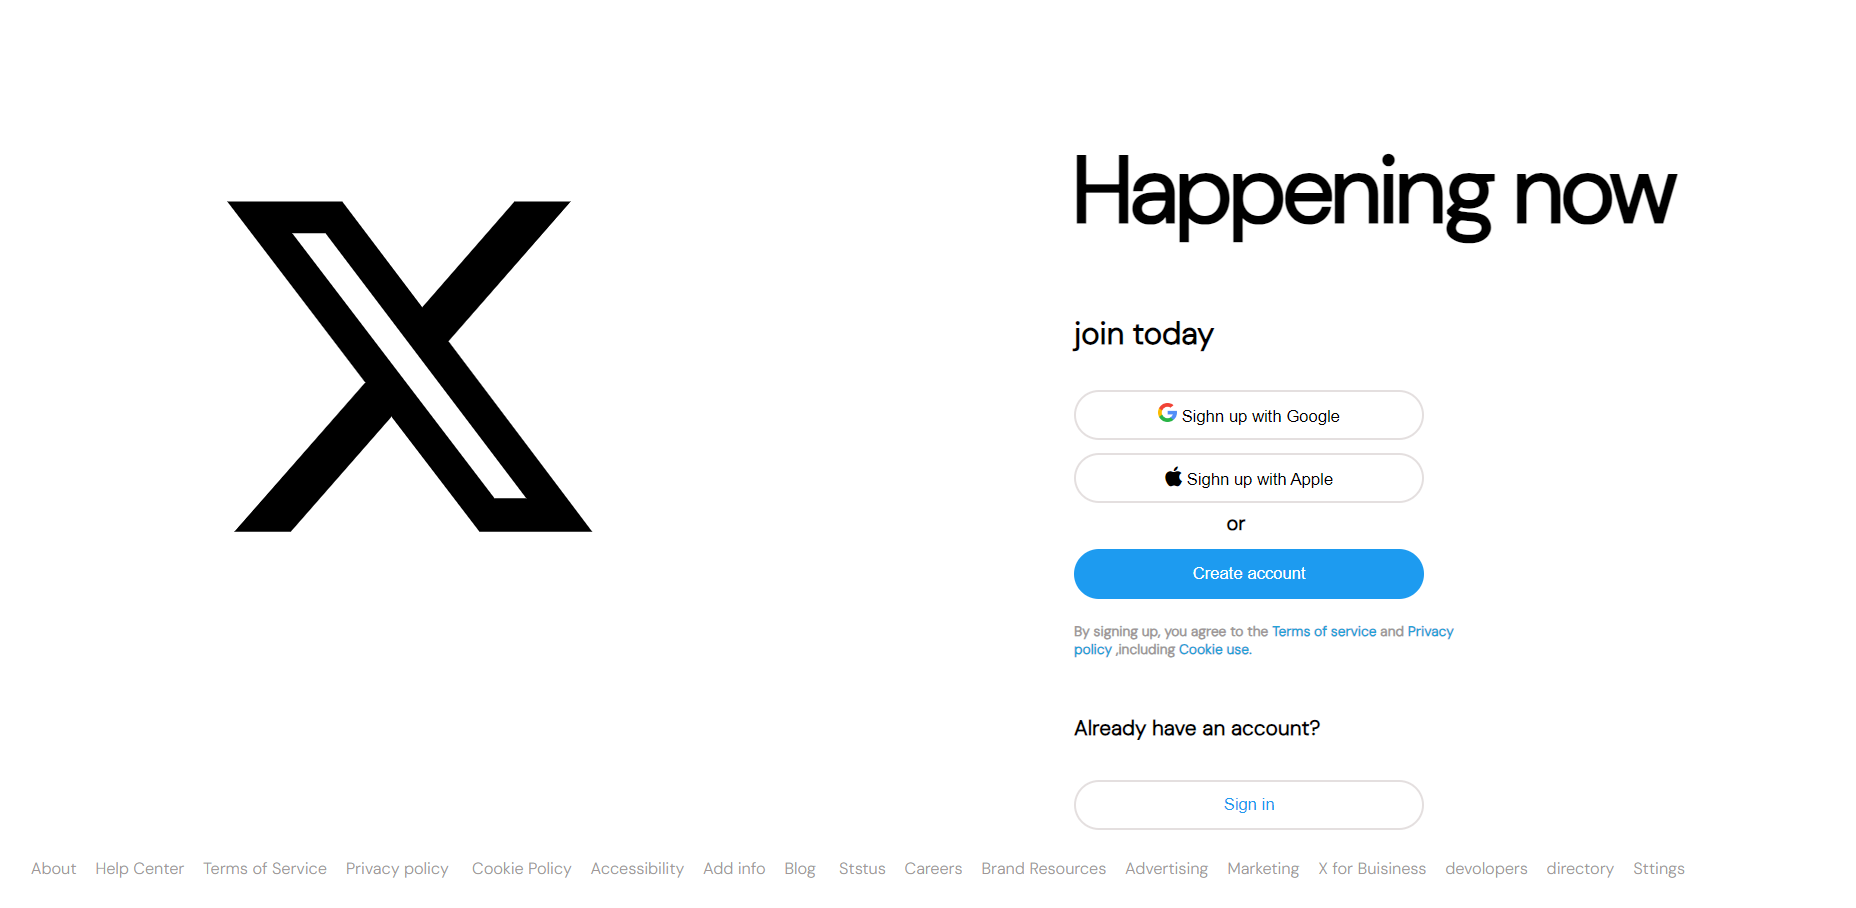 Happening now
join today
Sighn up with Google
Sighn up with Apple
or
Create account
By signing up, you agree to the Terms of service and Privacy
policy ,including Cookie use.
Already have an account?
Sign in
About Help Center Terms of Service Privacy policy Cookie Policy Accessibility Add info Blog Ststus Careers Brand Resources Advertising Marketing X for Buisiness devolopers directory Sttings